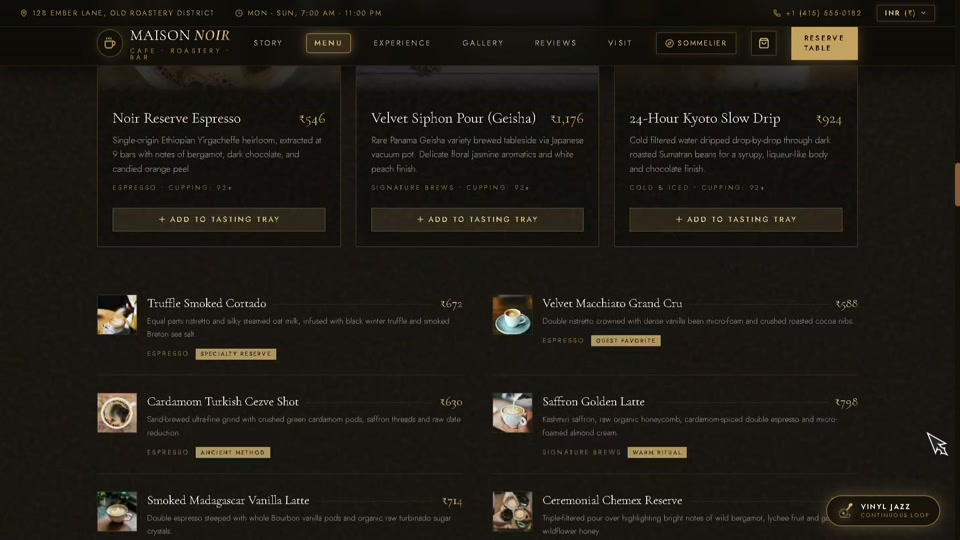 128 EMBER LANE, OLD ROASTERY DISTRICT
MON - SUN, 7:00 AM - 11:00 PM
+1 (415) 555-0182
INR (₹)
MAISON NOIR
CAFE · ROASTERY · BAR
STORY
MENU
EXPERIENCE
GALLERY
REVIEWS
VISIT
SOMMELIER
RESERVE TABLE
Noir Reserve Espresso ₹546
Single-origin Ethiopian Yirgacheffe heirloom, extracted at
9 bars with notes of bergamot, dark chocolate, and
candied orange peel.
ESPRESSO · CUPPING: 92+
+ ADD TO TASTING TRAY
Velvet Siphon Pour (Geisha) ₹1,176
Rare Panama Geisha variety brewed tableside via Japanese
vacuum pot. Delicate floral jasmine aromatics and white
peach finish.
SIGNATURE BREWS · CUPPING: 92+
+ ADD TO TASTING TRAY
24-Hour Kyoto Slow Drip ₹924
Cold filtered water dripped drop-by-drop through dark
roasted Sumatran beans for a syrupy, liqueur-like body
and chocolate finish.
COLD & ICED · CUPPING: 92+
+ ADD TO TASTING TRAY
Truffle Smoked Cortado ₹672
Equal parts ristretto and silky steamed oat milk, infused with black winter truffle and smoked
Breton sea salt.
ESPRESSO SPECIALTY RESERVE
Velvet Macchiato Grand Cru ₹588
Double ristretto crowned with dense vanilla bean micro-foam and crushed roasted cocoa nibs.
ESPRESSO GUEST FAVORITE
Cardamom Turkish Cezve Shot ₹630
Sand-brewed ultra-fine grind with crushed green cardamom pods, saffron threads and raw date
reduction.
ESPRESSO ANCIENT METHOD
Saffron Golden Latte ₹798
Kashmiri saffron, raw organic honeycomb, cardamom-spiced double espresso and micro-
foamed almond cream.
SIGNATURE BREWS WARM RITUAL
Smoked Madagascar Vanilla Latte ₹714
Double espresso steeped with whole Bourbon vanilla pods and organic raw turbinado sugar
crystals.
Ceremonial Chemex Reserve
Triple-filtered pour over highlighting bright notes of wild bergamot, lychee fruit and
wildflower honey.
VINYL JAZZ
CONTINUOUS LOOP